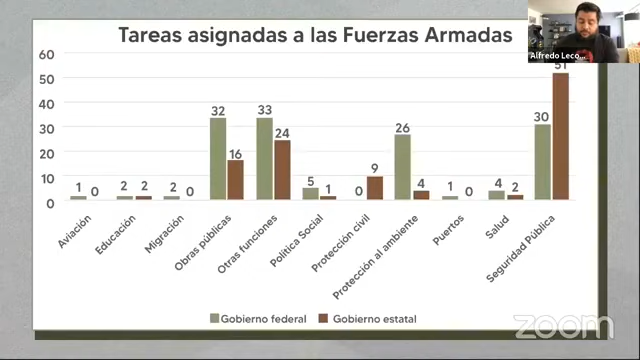 Tareas asignadas a las Fuerzas Armadas
Alfredo Leco...
60
50
40
30
20
10
0
1 0
2 2
2 0
32 16
33 24
5 1
0 9
26 4
1 0
4 2
30 51
Aviación
Educación
Migración
Obras públicas
Otras funciones
Política Social
Protección civil
Protección al ambiente
Puertos
Salud
Seguridad Pública
Gobierno federal Gobierno estatal
zoom